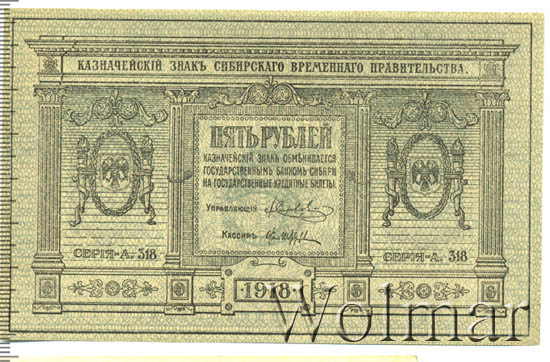 КАЗНАЧЕЙСКІЙ ЗНАКЪ СИБИРСКАГО ВРЕМЕННАГО ПРАВИТЕЛЬСТВА.
ПЯТЬ РУБЛЕЙ
КАЗНАЧЕЙСКІЙ ЗНАКЪ ОБМѢНИВАЕТСЯ
ГОСУДАРСТВЕННЫМЪ БАНКОМЪ СИБИРИ
НА ГОСУДАРСТВЕННЫЕ КРЕДИТНЫЕ БИЛЕТЫ.
УПРАВЛЯЮЩІЙ
КАССИРЪ
СЕРІЯ-А. 318
СЕРІЯ-А. 318
1918
Wolmar